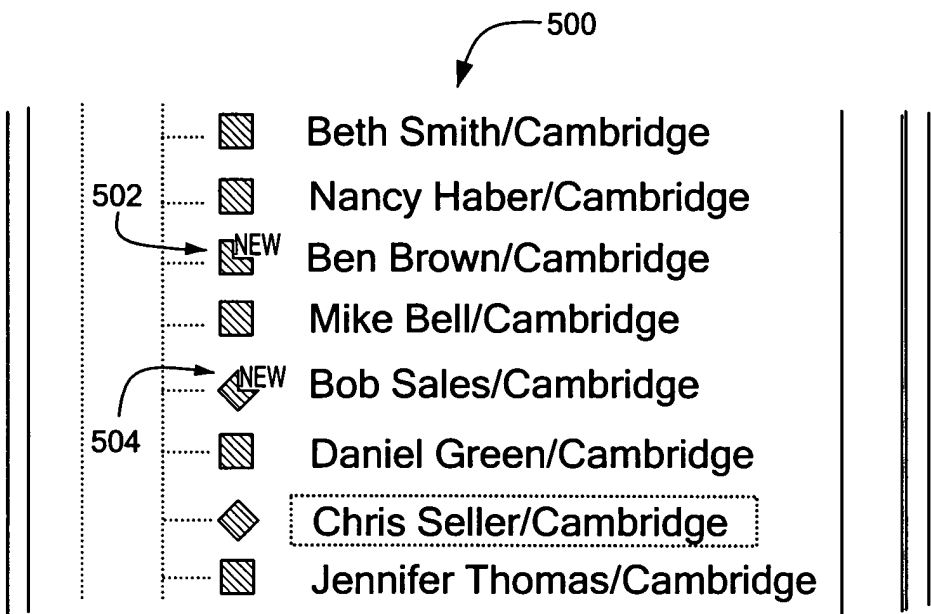 500
Beth Smith/Cambridge
502
Nancy Haber/Cambridge
NEW Ben Brown/Cambridge
Mike Bell/Cambridge
NEW Bob Sales/Cambridge
504
Daniel Green/Cambridge
Chris Seller/Cambridge
Jennifer Thomas/Cambridge